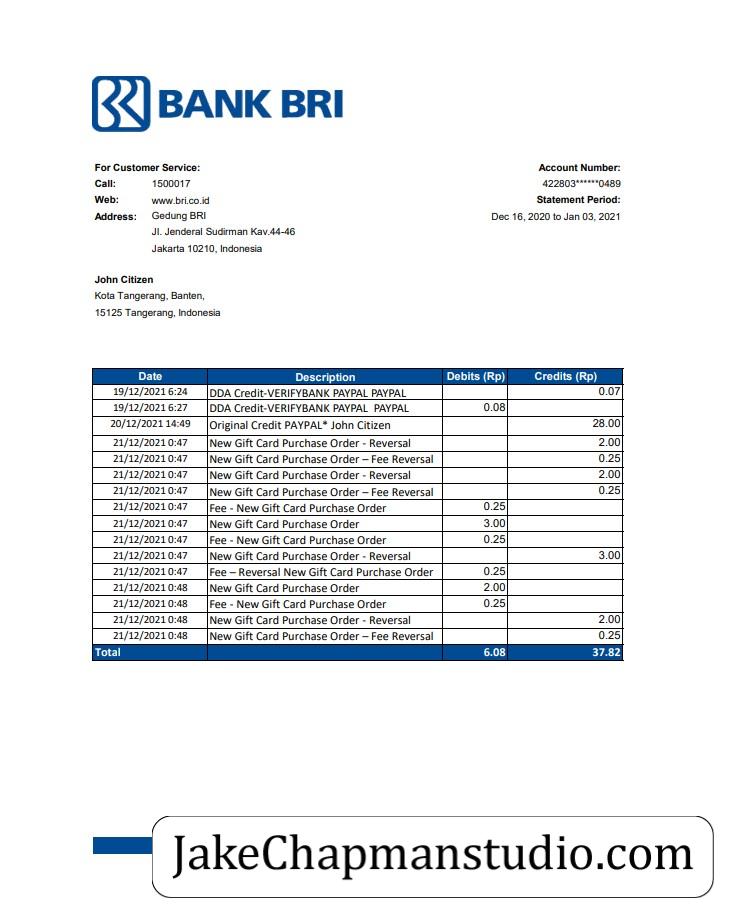 BANK BRI
For Customer Service:
Account Number:
Call: 1500017
422803******0489
Web: www.bri.co.id
Statement Period:
Address: Gedung BRI
Dec 16, 2020 to Jan 03, 2021
Jl. Jenderal Sudirman Kav.44-46
Jakarta 10210, Indonesia
John Citizen
Kota Tangerang, Banten,
15125 Tangerang, Indonesia
Date Description Debits (Rp) Credits (Rp)
19/12/2021 6:24 DDA Credit-VERIFYBANK PAYPAL PAYPAL 0.07
19/12/2021 6:27 DDA Credit-VERIFYBANK PAYPAL PAYPAL 0.08
20/12/2021 14:49 Original Credit PAYPAL* John Citizen 28.00
21/12/2021 0:47 New Gift Card Purchase Order - Reversal 2.00
21/12/2021 0:47 New Gift Card Purchase Order – Fee Reversal 0.25
21/12/2021 0:47 New Gift Card Purchase Order - Reversal 2.00
21/12/2021 0:47 New Gift Card Purchase Order – Fee Reversal 0.25
21/12/2021 0:47 Fee - New Gift Card Purchase Order 0.25
21/12/2021 0:47 New Gift Card Purchase Order 3.00
21/12/2021 0:47 Fee - New Gift Card Purchase Order 0.25
21/12/2021 0:47 New Gift Card Purchase Order - Reversal 3.00
21/12/2021 0:47 Fee – Reversal New Gift Card Purchase Order 0.25
21/12/2021 0:48 New Gift Card Purchase Order 2.00
21/12/2021 0:48 Fee - New Gift Card Purchase Order 0.25
21/12/2021 0:48 New Gift Card Purchase Order - Reversal 2.00
21/12/2021 0:48 New Gift Card Purchase Order – Fee Reversal 0.25
Total 6.08 37.82
JakeChapmanstudio.com